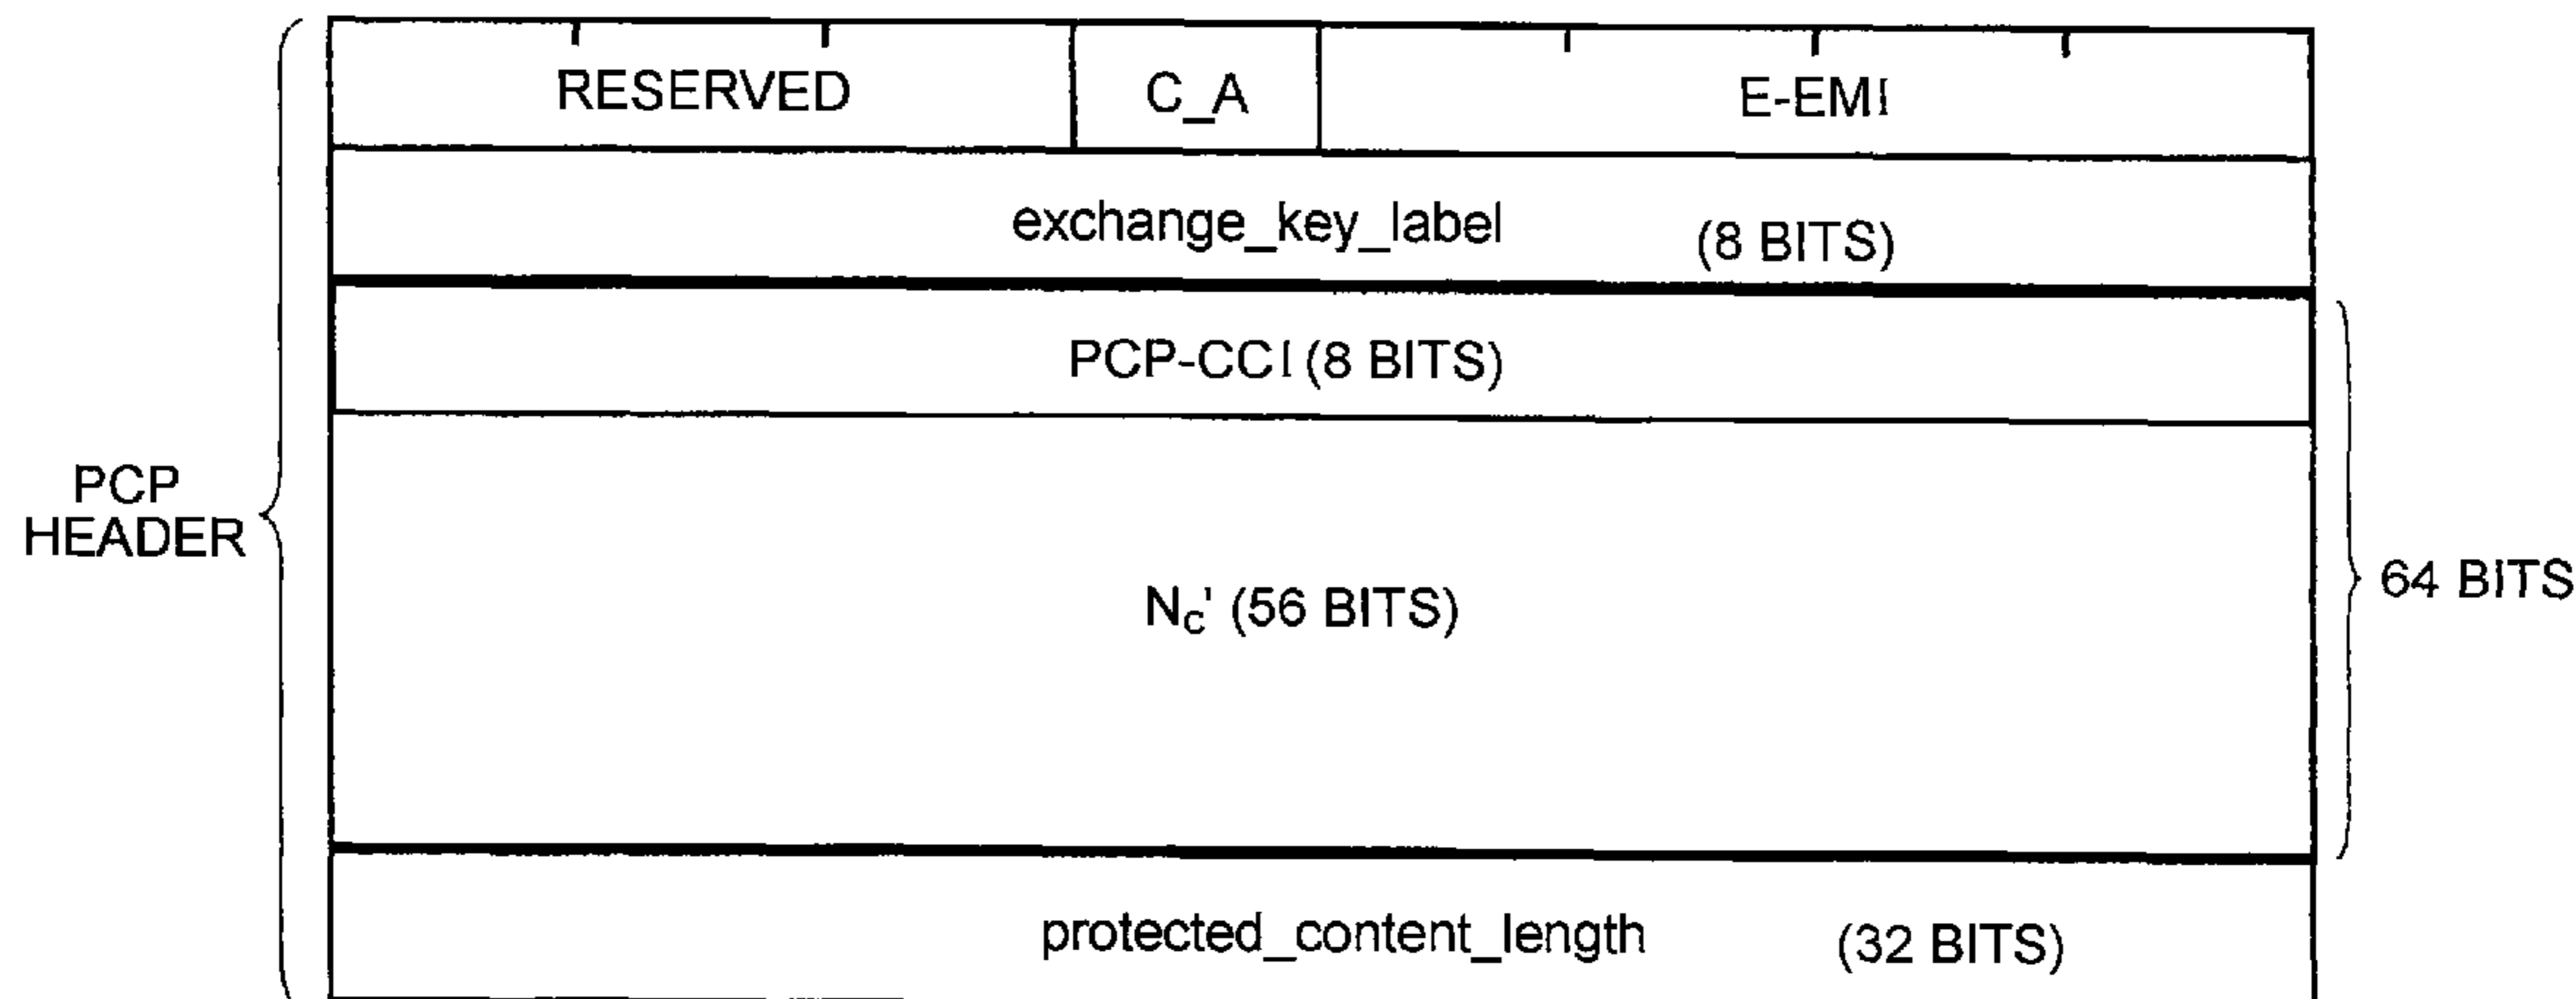 RESERVED C_A E-EMI
exchange_key_label (8 BITS)
PCP-CCI (8 BITS)
PCP
HEADER
Nc' (56 BITS)
64 BITS
protected_content_length (32 BITS)